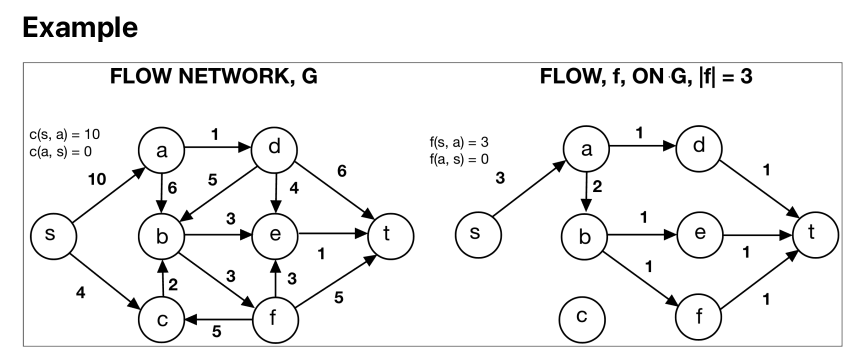 Example
FLOW NETWORK, G
c(s, a) = 10
c(a, s) = 0
1
a
d
10
6
5
4
6
s
b
3
e
t
1
4
2
3
3
5
c
5
f
FLOW, f, ON G, |f| = 3
f(s, a) = 3
f(a, s) = 0
1
a
d
3
2
1
s
b
1
e
1
t
1
1
c
f